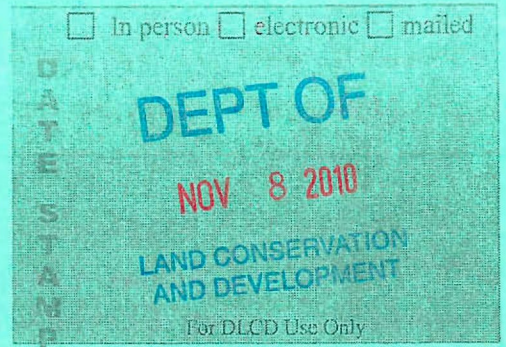 ☐ In person ☐ electronic ☐ mailed
DATE STAMP
DEPT OF
NOV 8 2010
LAND CONSERVATION
AND DEVELOPMENT
For DLCD Use Only